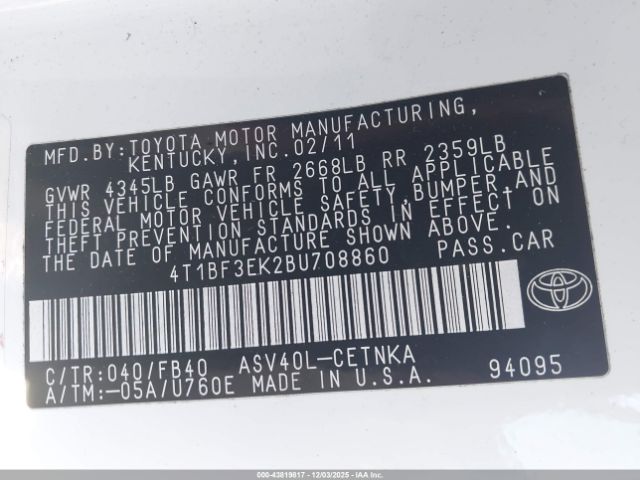 MFD.BY:TOYOTA MOTOR MANUFACTURING,
KENTUCKY,INC.02/11
GVWR 4345LB GAWR FR 2668LB RR 2359LB
THIS VEHICLE CONFORMS TO ALL APPLICABLE
FEDERAL MOTOR VEHICLE SAFETY,BUMPER,AND
THEFT PREVENTION STANDARDS IN EFFECT ON
THE DATE OF MANUFACTURE SHOWN ABOVE.
4T1BF3EK2BU708860 PASS.CAR
C/TR:040/FB40 ASV40L-CETNKA
A/TM:-05A/U760E MADE IN U.S.A. 94095
000-43819817 - 12/03/2025 - IAAI.COM